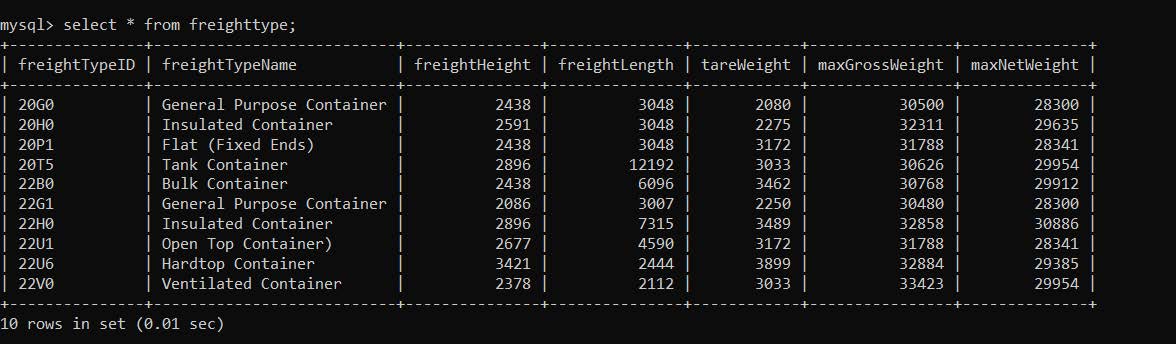 mysql> select * from freighttype;
+---------------+--------------------------+---------------+---------------+------------+----------------+--------------+
| freightTypeID | freightTypeName          | freightHeight | freightLength | tareWeight | maxGrossWeight | maxNetWeight |
+---------------+--------------------------+---------------+---------------+------------+----------------+--------------+
| 20G0          | General Purpose Container |          2438 |          3048 |       2080 |          30500 |        28300 |
| 20H0          | Insulated Container      |          2591 |          3048 |       2275 |          32311 |        29635 |
| 20P1          | Flat (Fixed Ends)        |          2438 |          3048 |       3172 |          31788 |        28341 |
| 20T5          | Tank Container           |          2896 |         12192 |       3033 |          30626 |        29954 |
| 22B0          | Bulk Container           |          2438 |          6096 |       3462 |          30768 |        29912 |
| 22G1          | General Purpose Container |          2086 |          3007 |       2250 |          30480 |        28300 |
| 22H0          | Insulated Container      |          2896 |          7315 |       3489 |          32858 |        30886 |
| 22U1          | Open Top Container)      |          2677 |          4590 |       3172 |          31788 |        28341 |
| 22U6          | Hardtop Container        |          3421 |          2444 |       3899 |          32884 |        29385 |
| 22V0          | Ventilated Container     |          2378 |          2112 |       3033 |          33423 |        29954 |
+---------------+--------------------------+---------------+---------------+------------+----------------+--------------+
10 rows in set (0.01 sec)